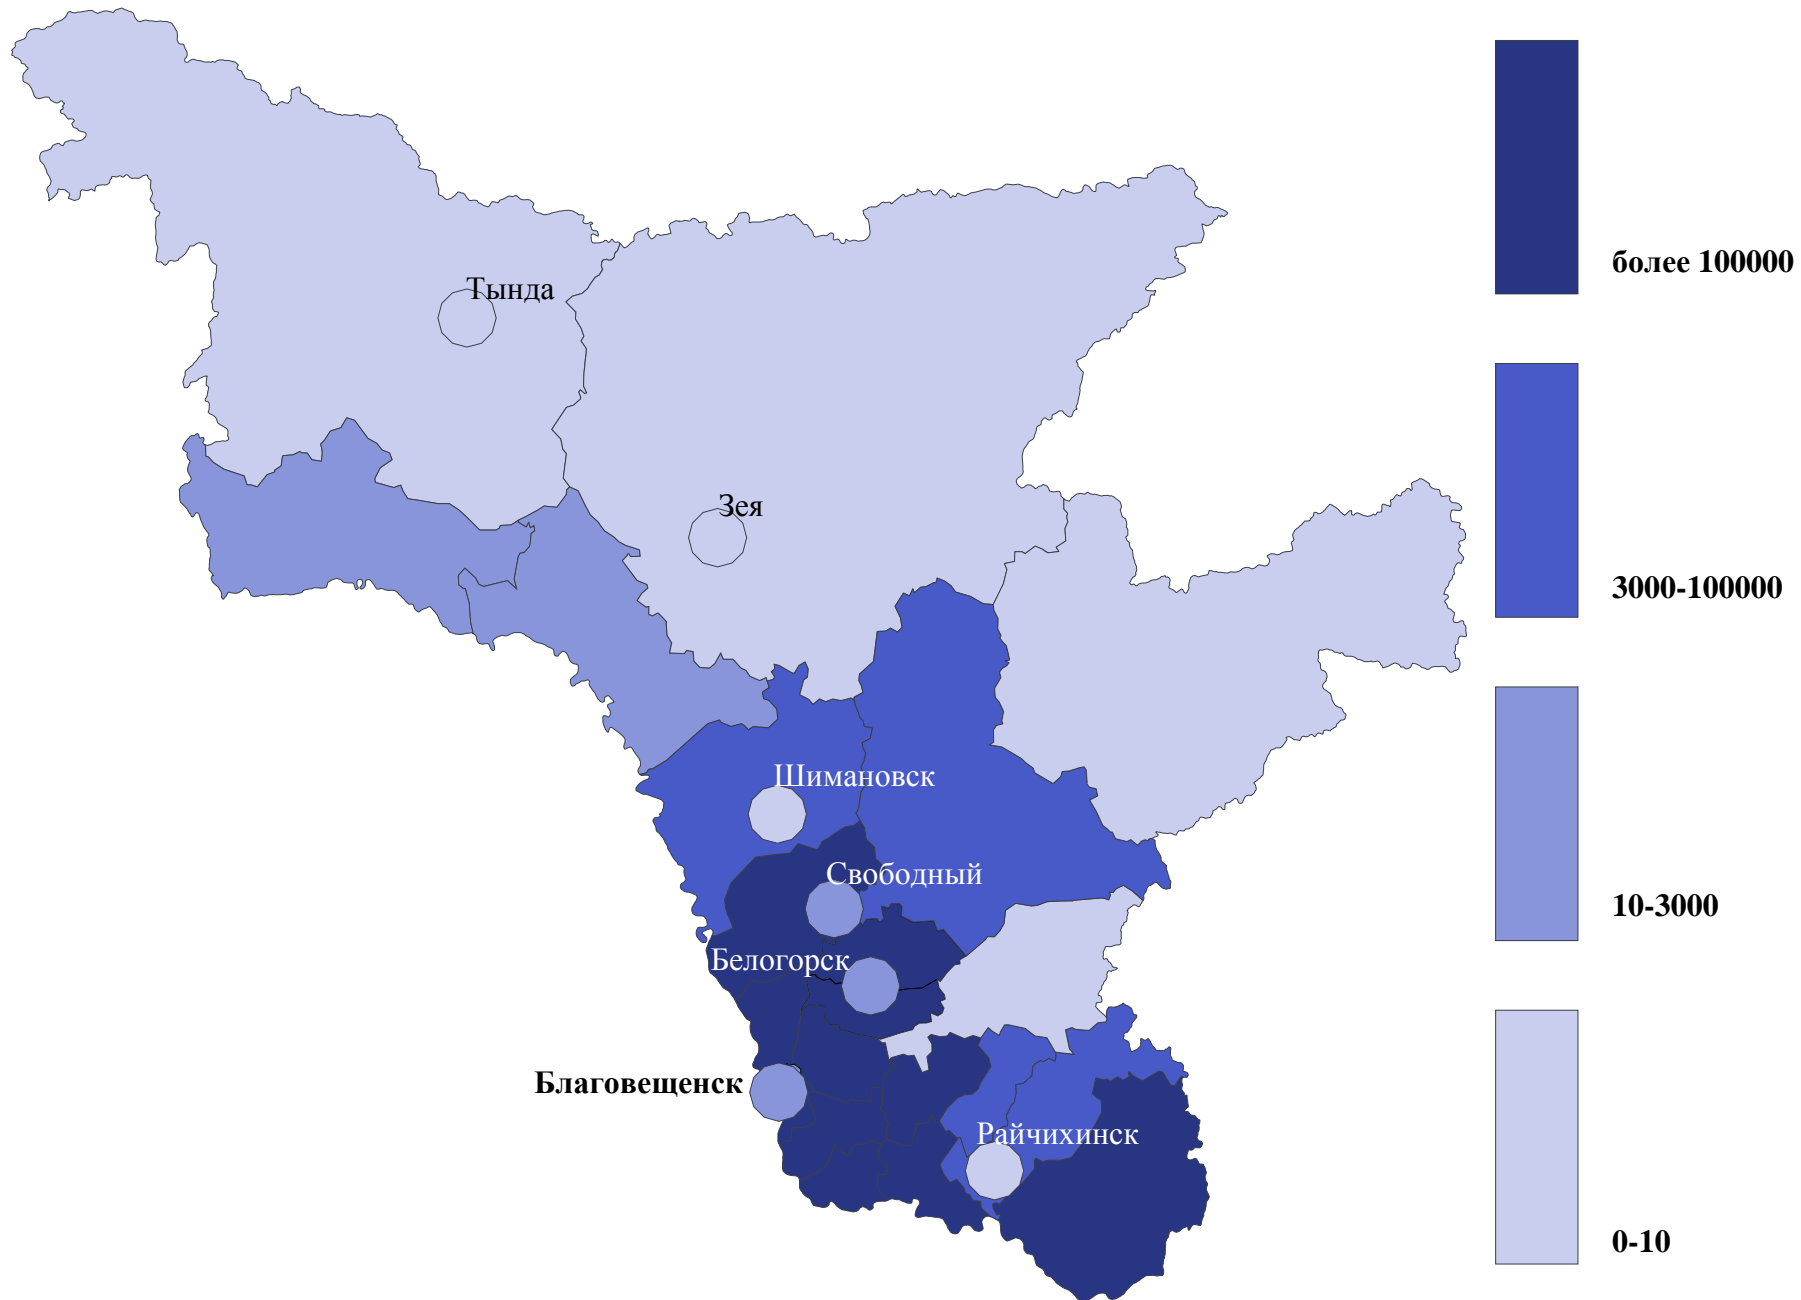 Тында
Зея
Шимановск
Свободный
Белогорск
Благовещенск
Райчихинск
более 100000
3000-100000
10-3000
0-10